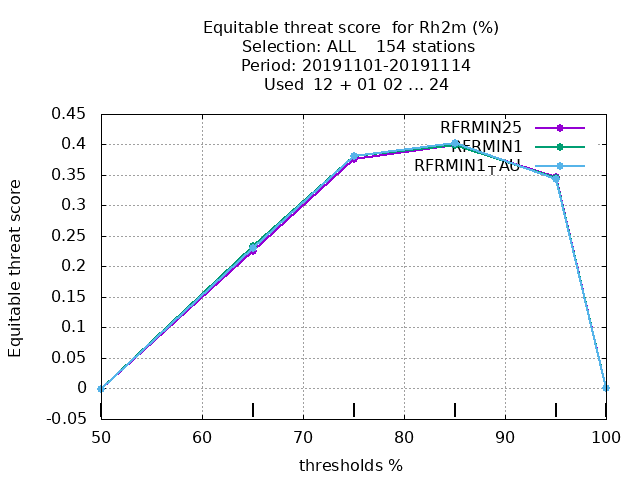 Equitable threat score for Rh2m (%)
Selection: ALL 154 stations
Period: 20191101-20191114
Used 12 + 01 02 ... 24
RFRMIN25
RFRMIN1
RFRMIN1TAU
0.45
0.4
0.35
0.3
0.25
0.2
0.15
0.1
0.05
0
-0.05
Equitable threat score
50 60 70 80 90 100
thresholds %